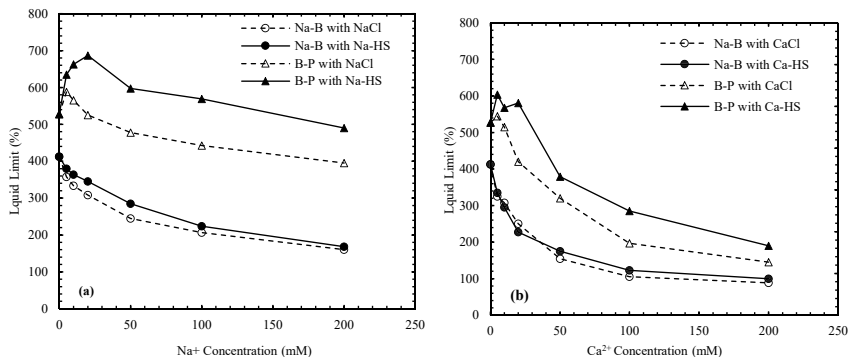 800
700
600
500
400
300
200
100
0
Lquid Limit (%)
Na-B with NaCl
Na-B with Na-HS
B-P with NaCl
B-P with Na-HS
(a)
0 50 100 150 200 250
Na+ Concentration (mM)
800
700
600
500
400
300
200
100
0
Lquid Limit (%)
Na-B with CaCl
Na-B with Ca-HS
B-P with CaCl
B-P with Ca-HS
(b)
0 50 100 150 200 250
Ca²⁺ Concentration (mM)